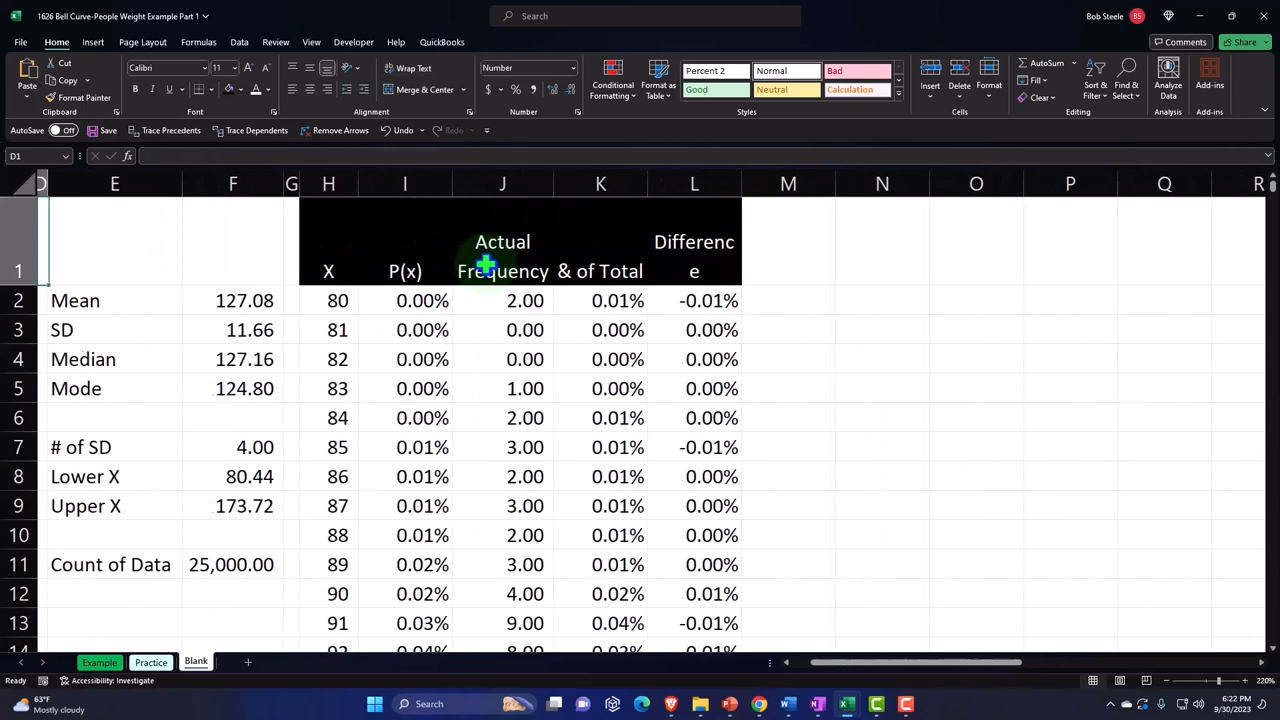 1626 Bell Curve-People Weight Example Part 1
Search
Bob Steele
BS
File Home Insert Page Layout Formulas Data Review View Developer Help QuickBooks
Comments
Share
Paste
Cut
Copy
Format Painter
Calibri
11
Wrap Text
Merge & Center
Number
Conditional Formatting
Format as Table
Percent 2
Normal
Bad
Good
Neutral
Calculation
Insert
Delete
Format
AutoSum
Fill
Clear
Sort & Filter
Find & Select
Analyze Data
Add-ins
Clipboard
Font
Alignment
Number
Styles
Cells
Editing
Analysis
Add-ins
AutoSave Off Save Trace Precedents Trace Dependents Remove Arrows Undo Redo
D1
fx
D E F G H I J K L M N O P Q R
1 X P(x) Actual Frequency & of Total Difference
2 Mean 127.08 80 0.00% 2.00 0.01% -0.01%
3 SD 11.66 81 0.00% 0.00 0.00% 0.00%
4 Median 127.16 82 0.00% 0.00 0.00% 0.00%
5 Mode 124.80 83 0.00% 1.00 0.00% 0.00%
6 84 0.00% 2.00 0.01% 0.00%
7 # of SD 4.00 85 0.01% 3.00 0.01% -0.01%
8 Lower X 80.44 86 0.01% 2.00 0.01% 0.00%
9 Upper X 173.72 87 0.01% 3.00 0.01% 0.00%
10 88 0.01% 2.00 0.01% 0.00%
11 Count of Data 25,000.00 89 0.02% 3.00 0.01% 0.00%
12 90 0.02% 4.00 0.02% 0.01%
13 91 0.03% 9.00 0.04% -0.01%
14 92 0.04% 8.00 0.03% 0.01%
Example Practice Blank
Ready Accessibility: Investigate
220%
63°F
Mostly cloudy
Search
6:22 PM
9/30/2023